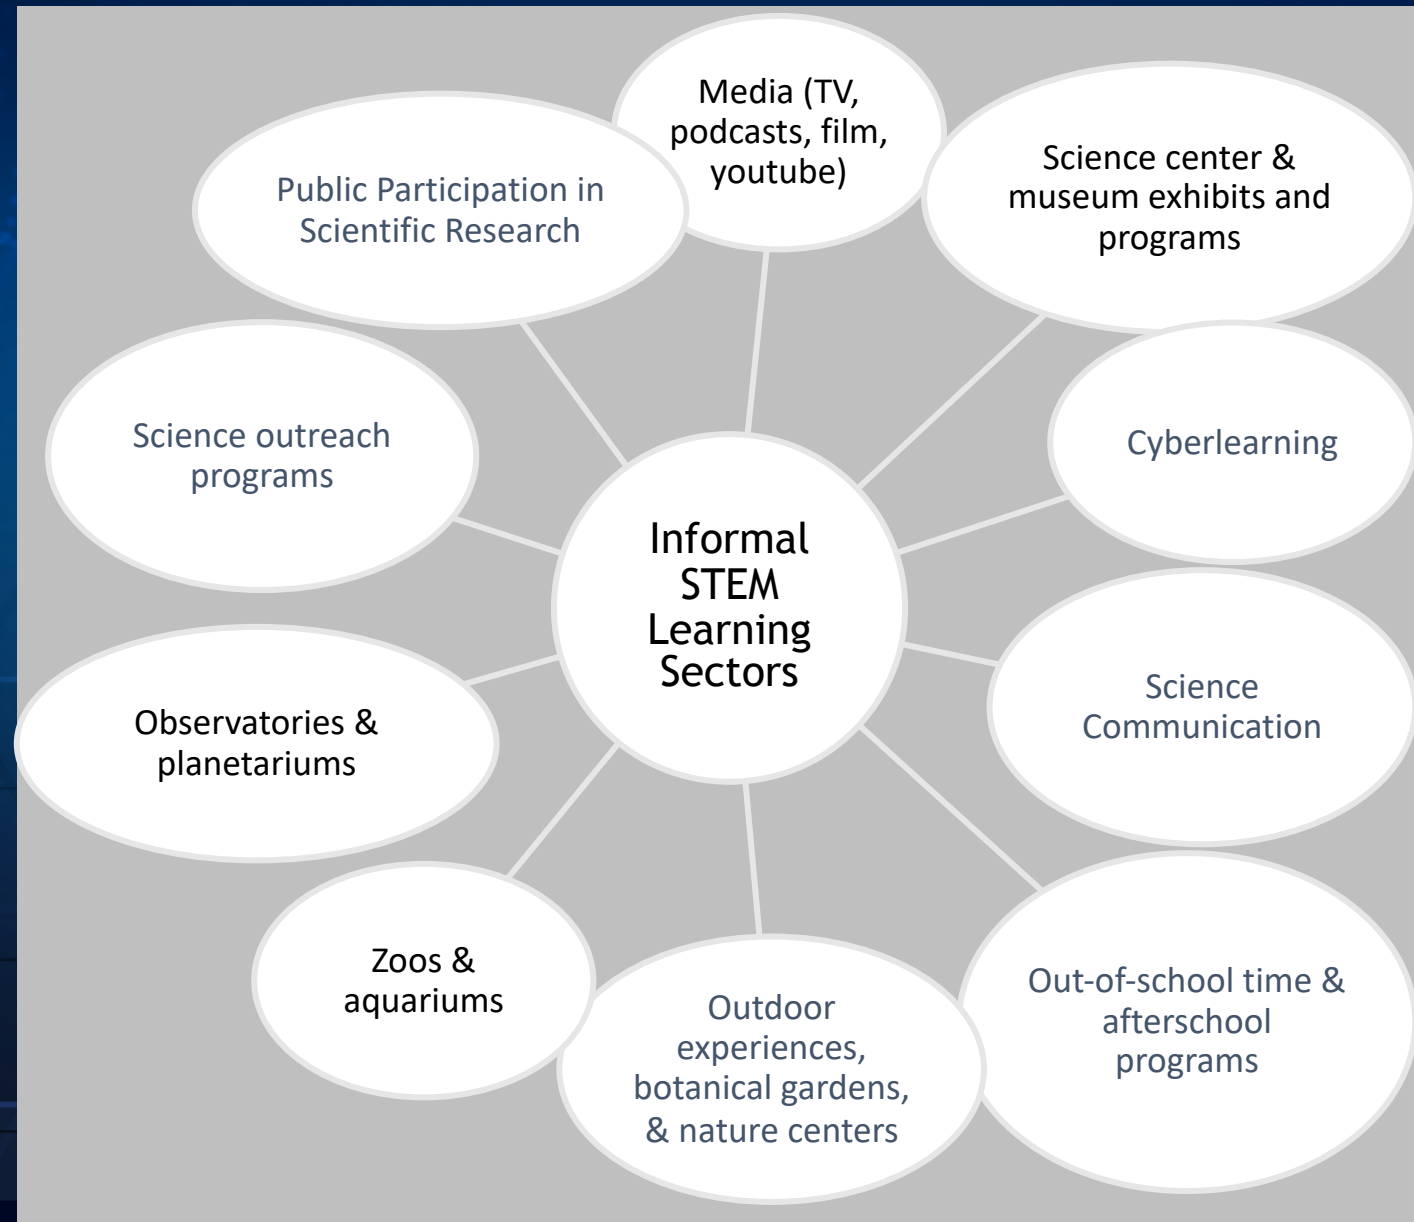 Media (TV,
podcasts, film,
youtube)
Science center &
museum exhibits and
programs
Cyberlearning
Science
Communication
Out-of-school time &
afterschool
programs
Outdoor
experiences,
botanical gardens,
& nature centers
Zoos &
aquariums
Observatories &
planetariums
Science outreach
programs
Public Participation in
Scientific Research
Informal
STEM
Learning
Sectors